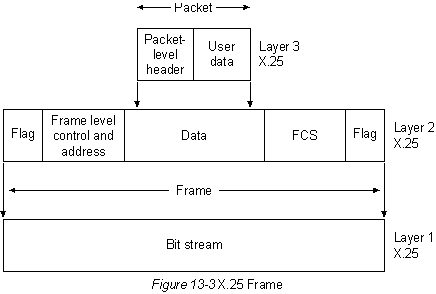 Packet
Packet-
level
header
User
data
Layer 3
X.25
Flag
Frame level
control and
address
Data
FCS
Flag
Layer 2
X.25
Frame
Bit stream
Layer 1
X.25
Figure 13-3 X.25 Frame